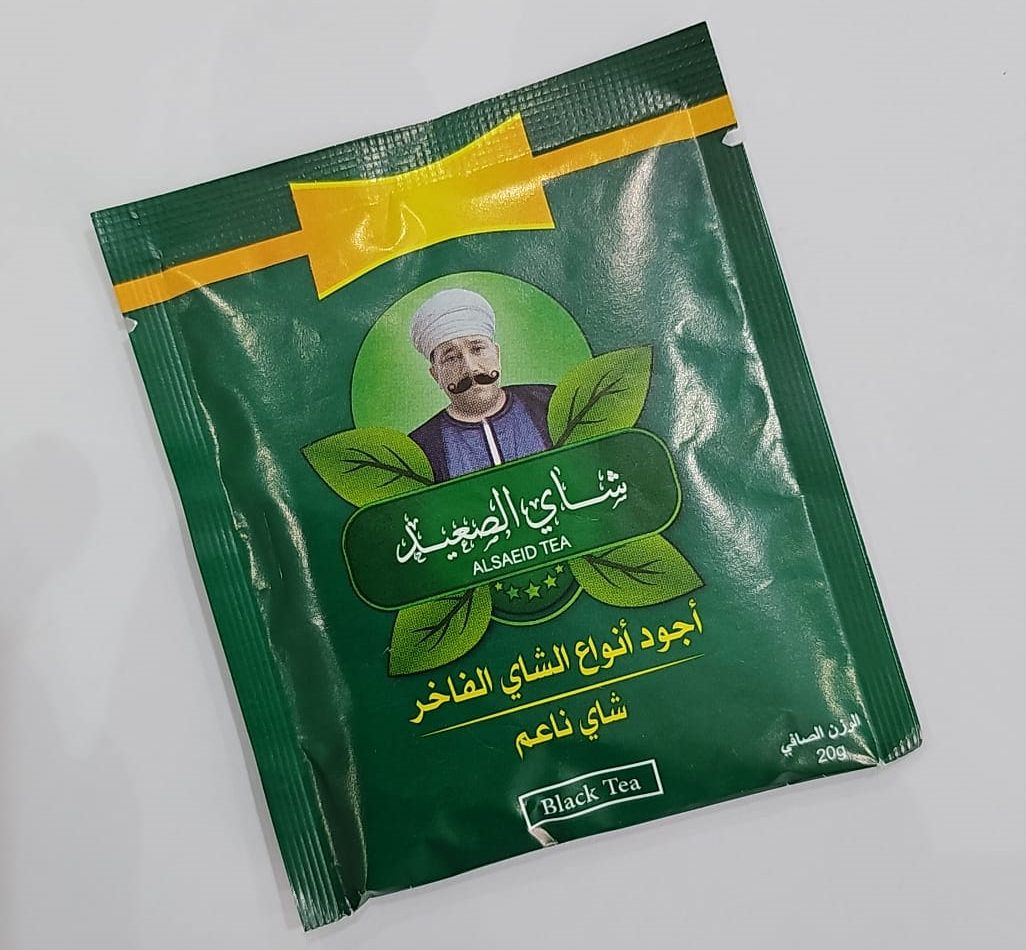 شاي الصعيد
ALSAEID TEA
أجود أنواع الشاي الفاخر
شاي ناعم
Black Tea
الوزن الصافي
20g